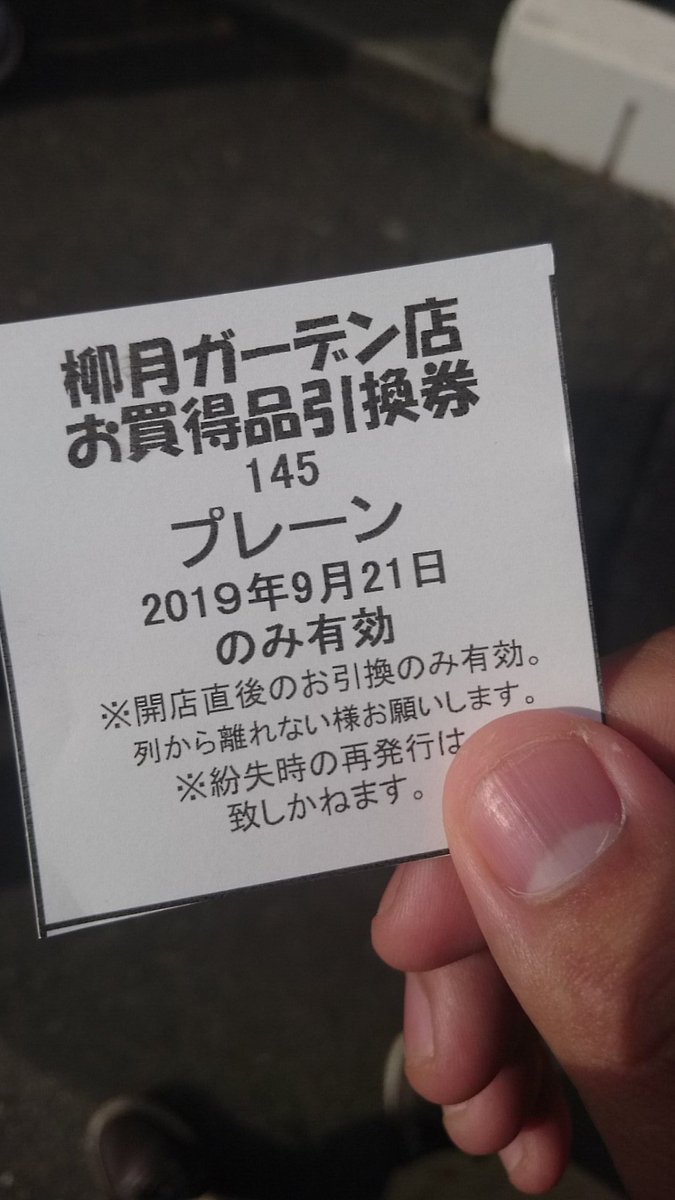 柳月ガーデン店
お買得品引換券
145
プレーン
2019年9月21日
のみ有効
※開店直後のお引換のみ有効。
列から離れない様お願いします。
※紛失時の再発行は
致しかねます。